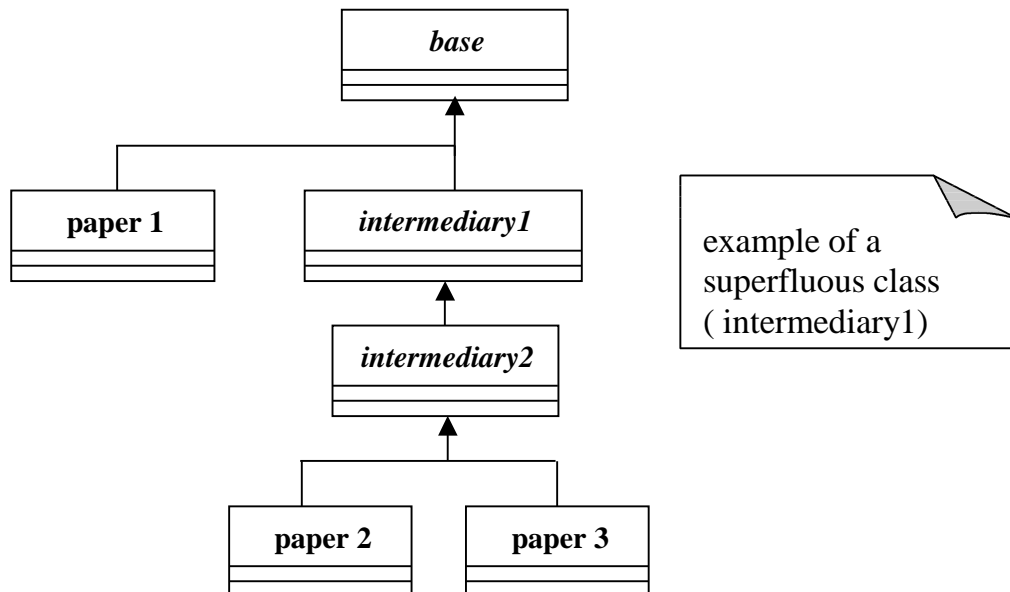 base
paper 1
intermediary1
example of a
superfluous class
( intermediary1)
intermediary2
paper 2
paper 3